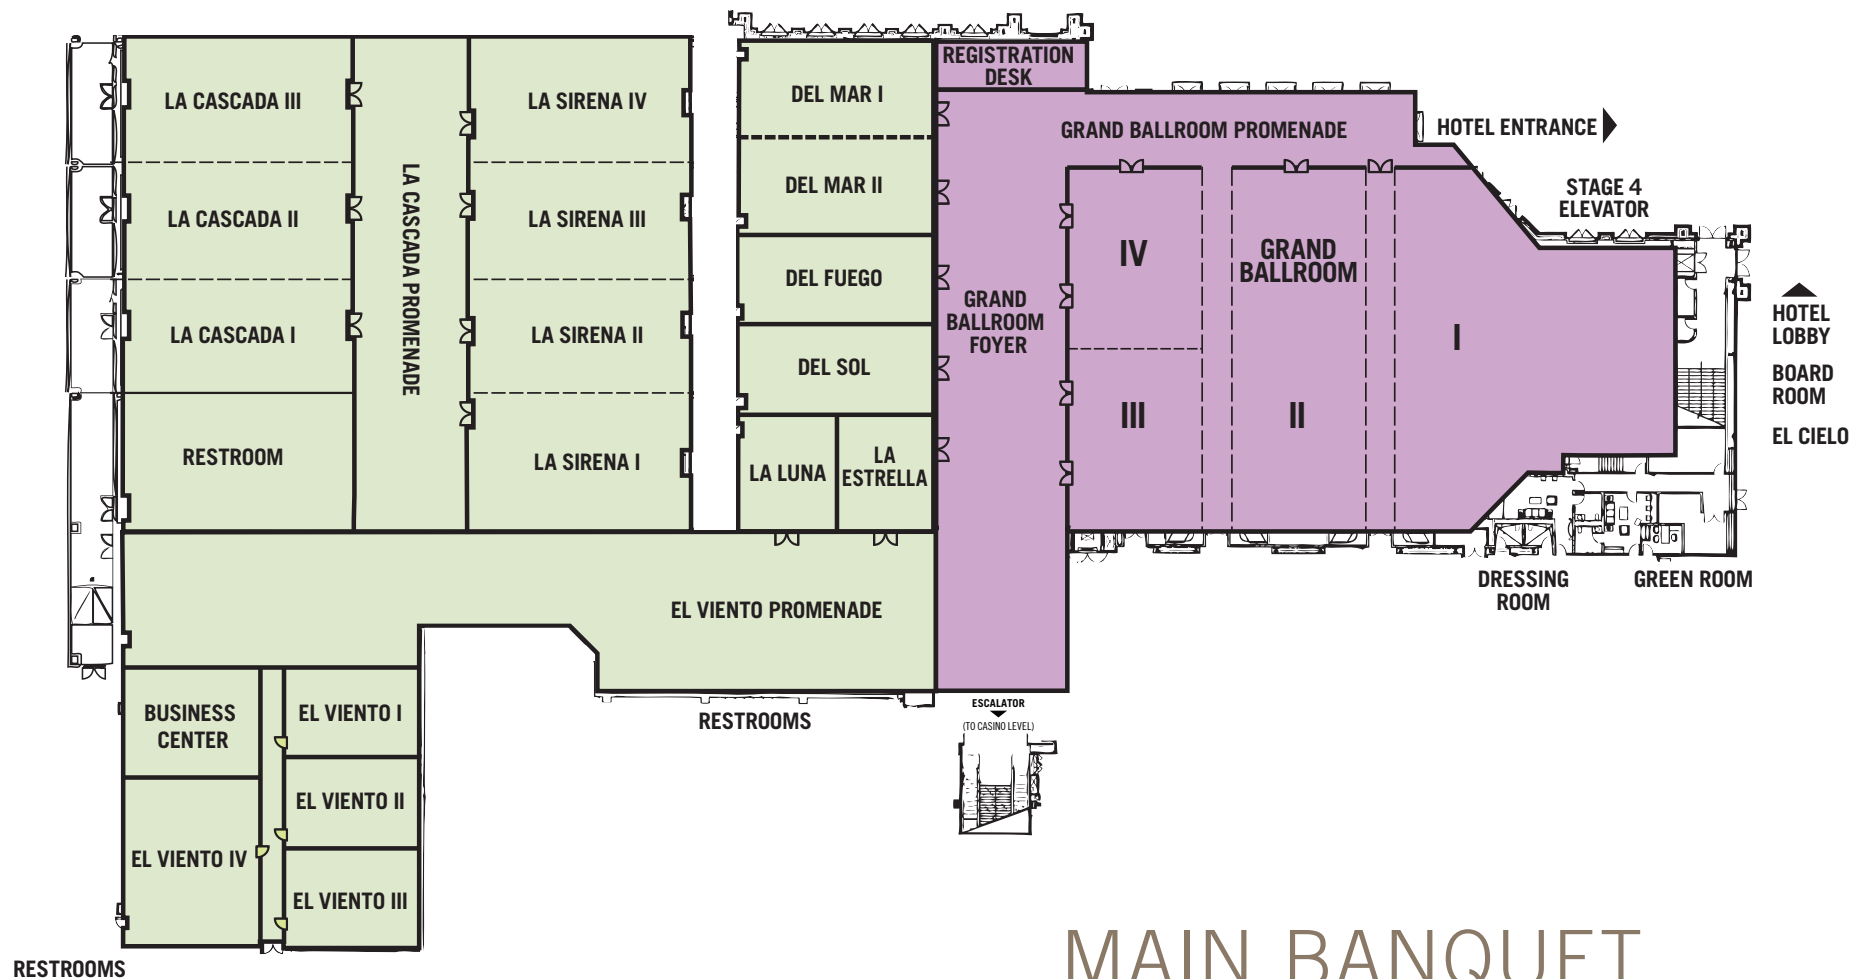 REGISTRATION
DESK
LA CASCADA III
LA SIRENA IV
DEL MAR I
GRAND BALLROOM PROMENADE
HOTEL ENTRANCE
LA CASCADA PROMENADE
LA CASCADA II
LA SIRENA III
DEL MAR II
STAGE 4
ELEVATOR
IV
GRAND
BALLROOM
DEL FUEGO
GRAND
BALLROOM
FOYER
HOTEL
LOBBY
LA CASCADA I
LA SIRENA II
I
DEL SOL
BOARD
ROOM
III
II
EL CIELO
RESTROOM
LA SIRENA I
LA LUNA
LA
ESTRELLA
DRESSING
ROOM
GREEN ROOM
EL VIENTO PROMENADE
BUSINESS
CENTER
EL VIENTO I
RESTROOMS
ESCALATOR
(TO CASINO LEVEL)
EL VIENTO II
EL VIENTO IV
EL VIENTO III
RESTROOMS
MAIN BANQUET